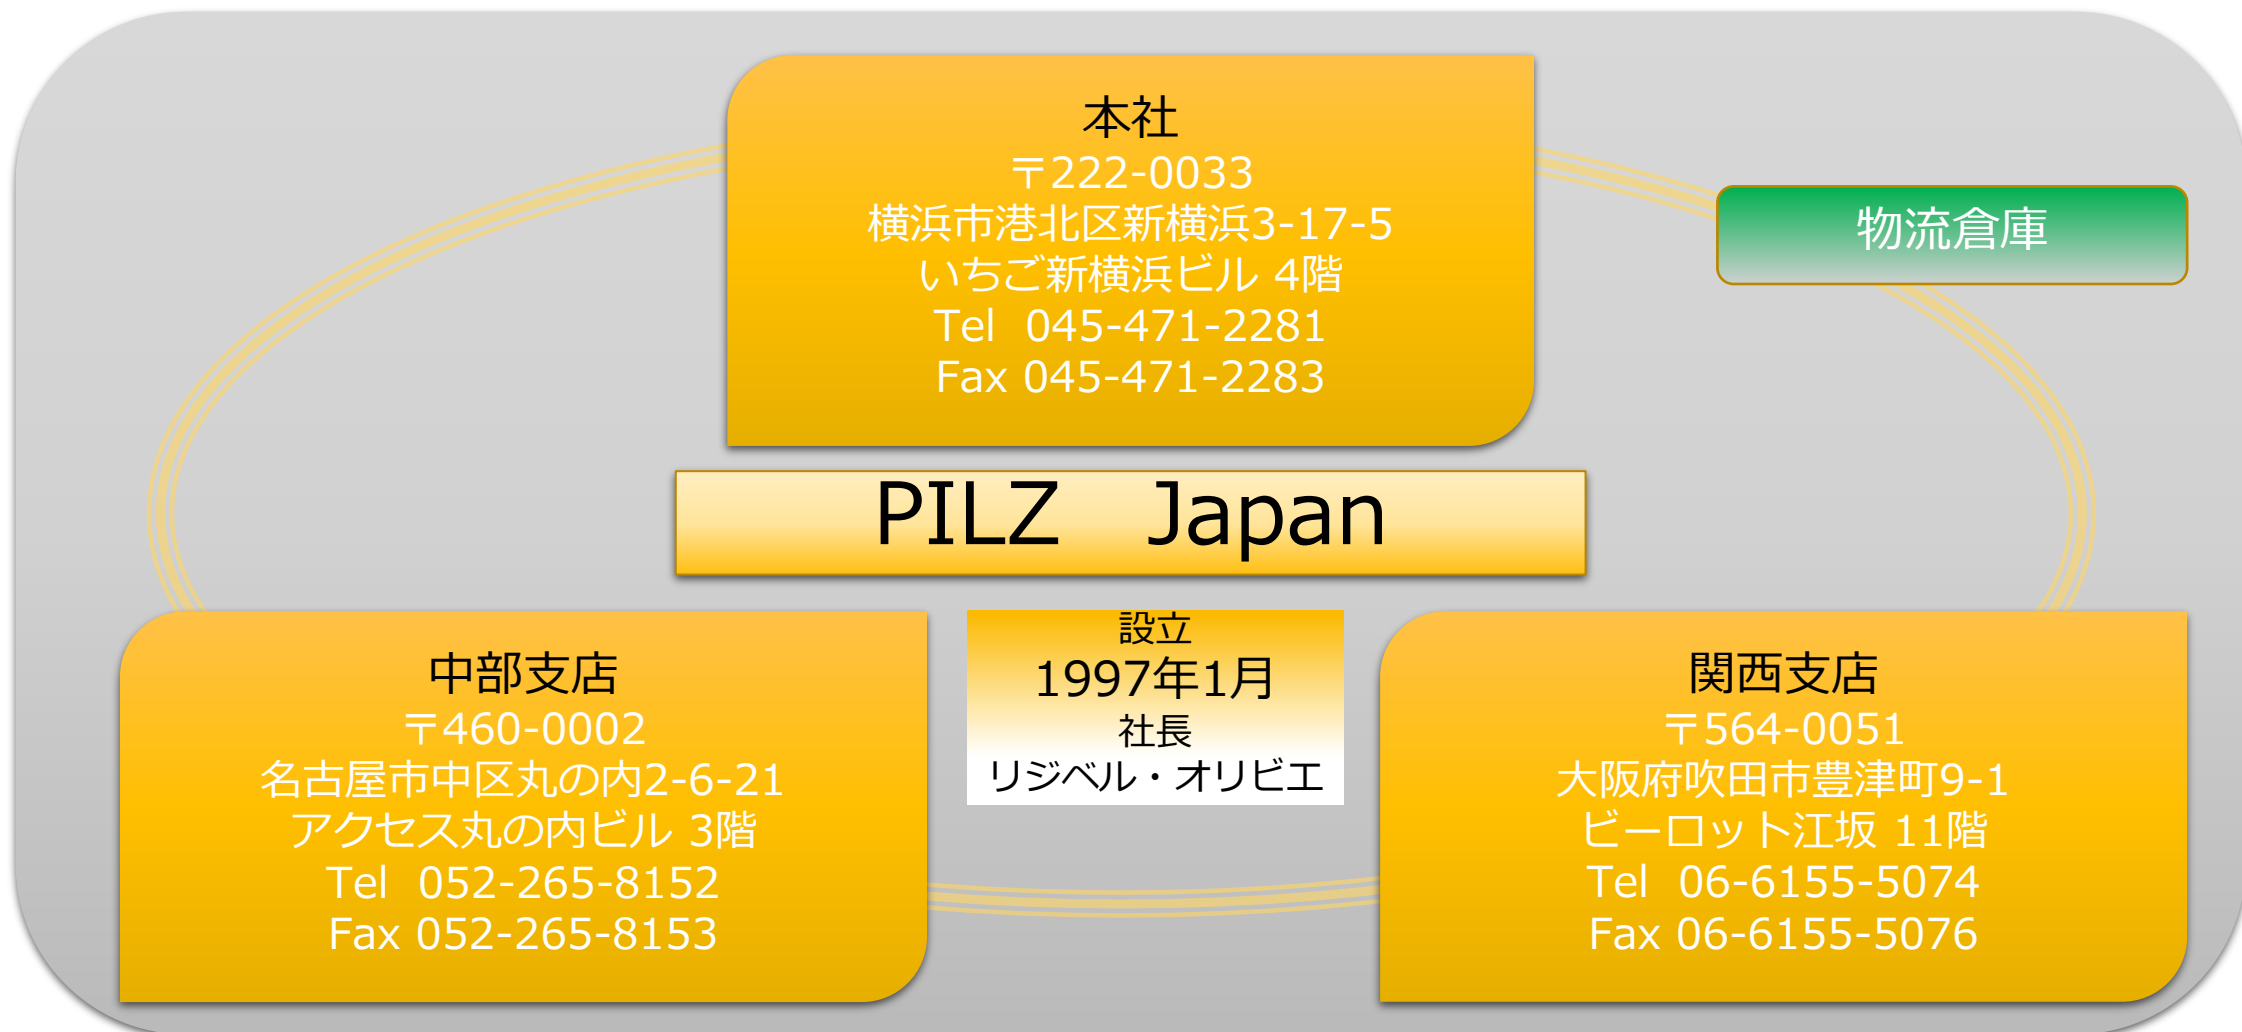 本社
〒222-0033
横浜市港北区新横浜3-17-5
いちご新横浜ビル 4階
Tel 045-471-2281
Fax 045-471-2283
物流倉庫
PILZ Japan
設立
1997年1月
社長
リジベル・オリビエ
中部支店
〒460-0002
名古屋市中区丸の内2-6-21
アクセス丸の内ビル 3階
Tel 052-265-8152
Fax 052-265-8153
関西支店
〒564-0051
大阪府吹田市豊津町9-1
ビーロット江坂 11階
Tel 06-6155-5074
Fax 06-6155-5076